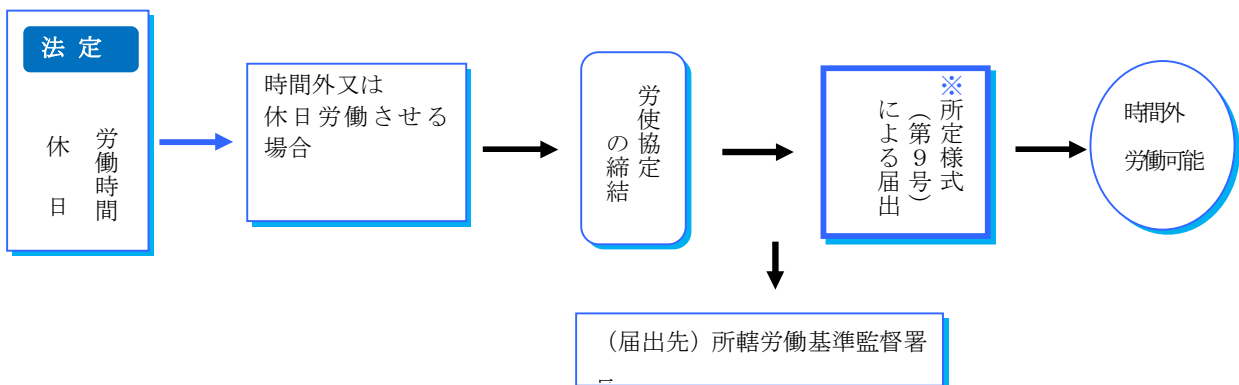 法 定
労働時間
休 日
時間外又は
休日労働させる
場合
労使協定
の締結
※所定様式
(第9号)
による届出
時間外
労働可能
(届出先)所轄労働基準監督署